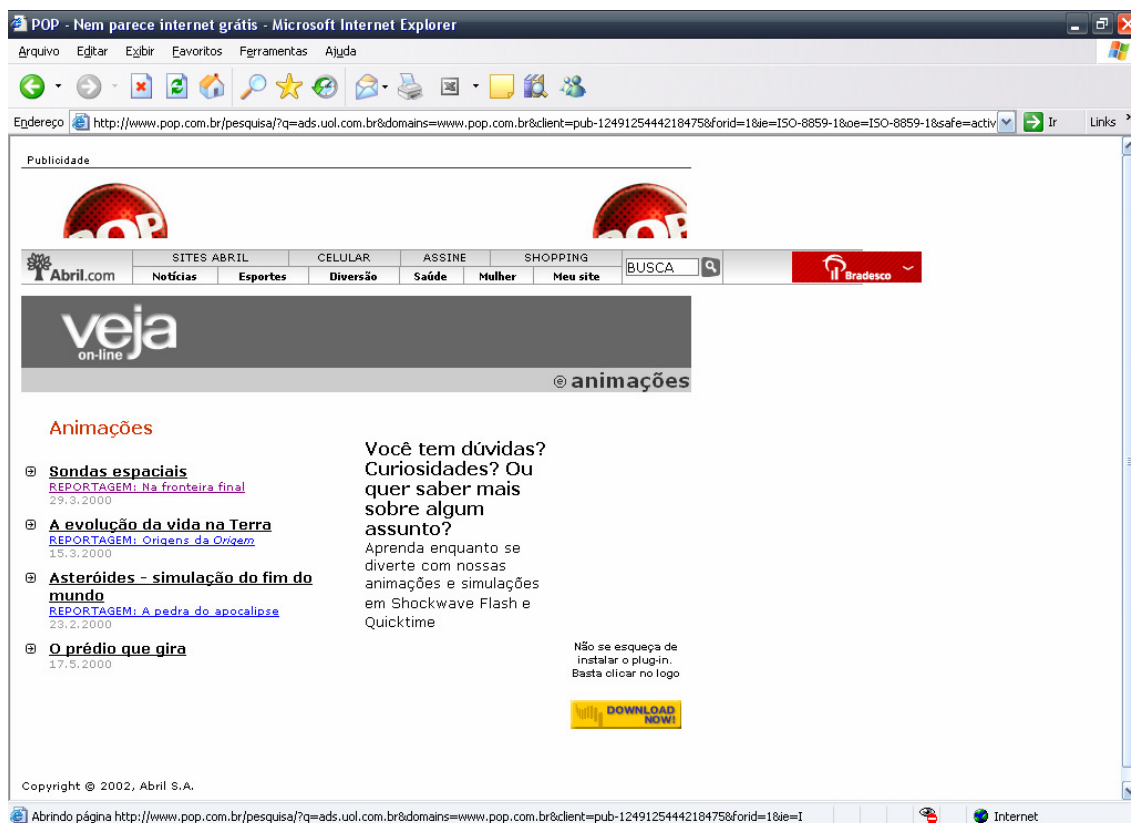 POP - Nem parece internet grátis - Microsoft Internet Explorer
Arquivo Editar Exibir Favoritos Ferramentas Ajuda
Endereço http://www.pop.com.br/pesquisa/?q=ads.uol.com.br&domains=www.pop.com.br&client=pub-1249125444218475&forid=1&ie=ISO-8859-1&oe=ISO-8859-1&safe=activ Ir Links
Publicidade
POP POP
Abril.com
SITES ABRIL CELULAR ASSINE SHOPPING
Notícias Esportes Diversão Saúde Mulher Meu site
BUSCA
Bradesco
veja
on-line
e animações
Animações
Sondas espaciais
REPORTAGEM: Na fronteira final
29.3.2000
A evolução da vida na Terra
REPORTAGEM: Origens da Origem
15.3.2000
Asteróides - simulação do fim do
mundo
REPORTAGEM: A pedra do apocalipse
23.2.2000
O prédio que gira
17.5.2000
Você tem dúvidas?
Curiosidades? Ou
quer saber mais
sobre algum
assunto?
Aprenda enquanto se
diverte com nossas
animações e simulações
em Shockwave Flash e
Quicktime
Não se esqueça de
instalar o plug-in.
Basta clicar no logo
DOWNLOAD
NOW!
Copyright © 2002, Abril S.A.
Abrindo página http://www.pop.com.br/pesquisa/?q=ads.uol.com.br&domains=www.pop.com.br&client=pub-1249125444218475&forid=1&ie=I Internet